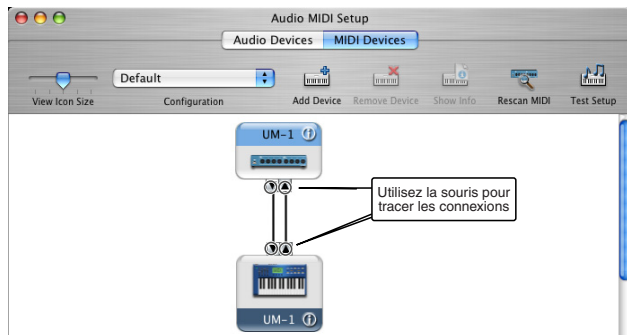 Audio MIDI Setup
Audio Devices MIDI Devices
Default
View Icon Size Configuration Add Device Remove Device Show Info Rescan MIDI Test Setup
UM-1
Utilisez la souris pour
tracer les connexions
UM-1